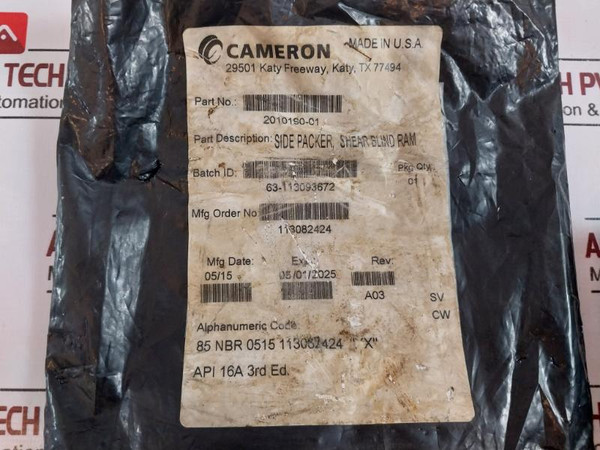 CAMERON
MADE IN U.S.A.
29501 Katy Freeway, Katy, TX 77494
Part No.:
2010190-01
Part Description: SIDE PACKER, SHEAR BLIND RAM
Batch ID:
Pkg Qty.
63-113093672
01
Mfg Order No
113082424
Mfg Date: Exp Rev:
05/15 05/01/2025
A03
SV
CW
Alphanumeric Code:
85 NBR 0515 113082424 "X"
API 16A 3rd Ed.
TECH
Automation